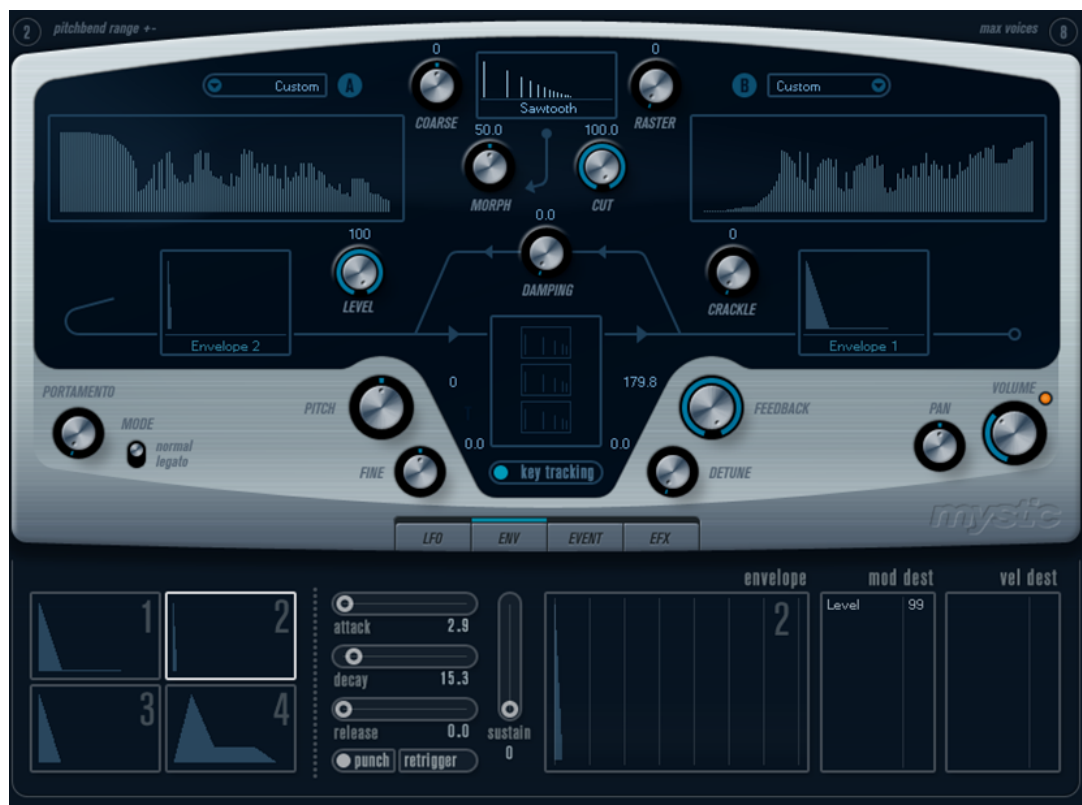 2 pitchbend range +- max voices 8
0 0
Custom A Sawtooth B Custom
COARSE RASTER
50.0 100.0
MORPH CUT
0.0
100 0
DAMPING
LEVEL CRACKLE
Envelope 2 Envelope 1
PORTAMENTO VOLUME
0 179.8
PITCH FEEDBACK PAN
MODE
normal
legato
0.0 0.0
FINE key tracking DETUNE
mystic
LFO ENV EVENT EFX
envelope mod dest vel dest
1 2 3 4
attack 2.9
decay 15.3
release 0.0
sustain
0
punch retrigger
2
Level 99